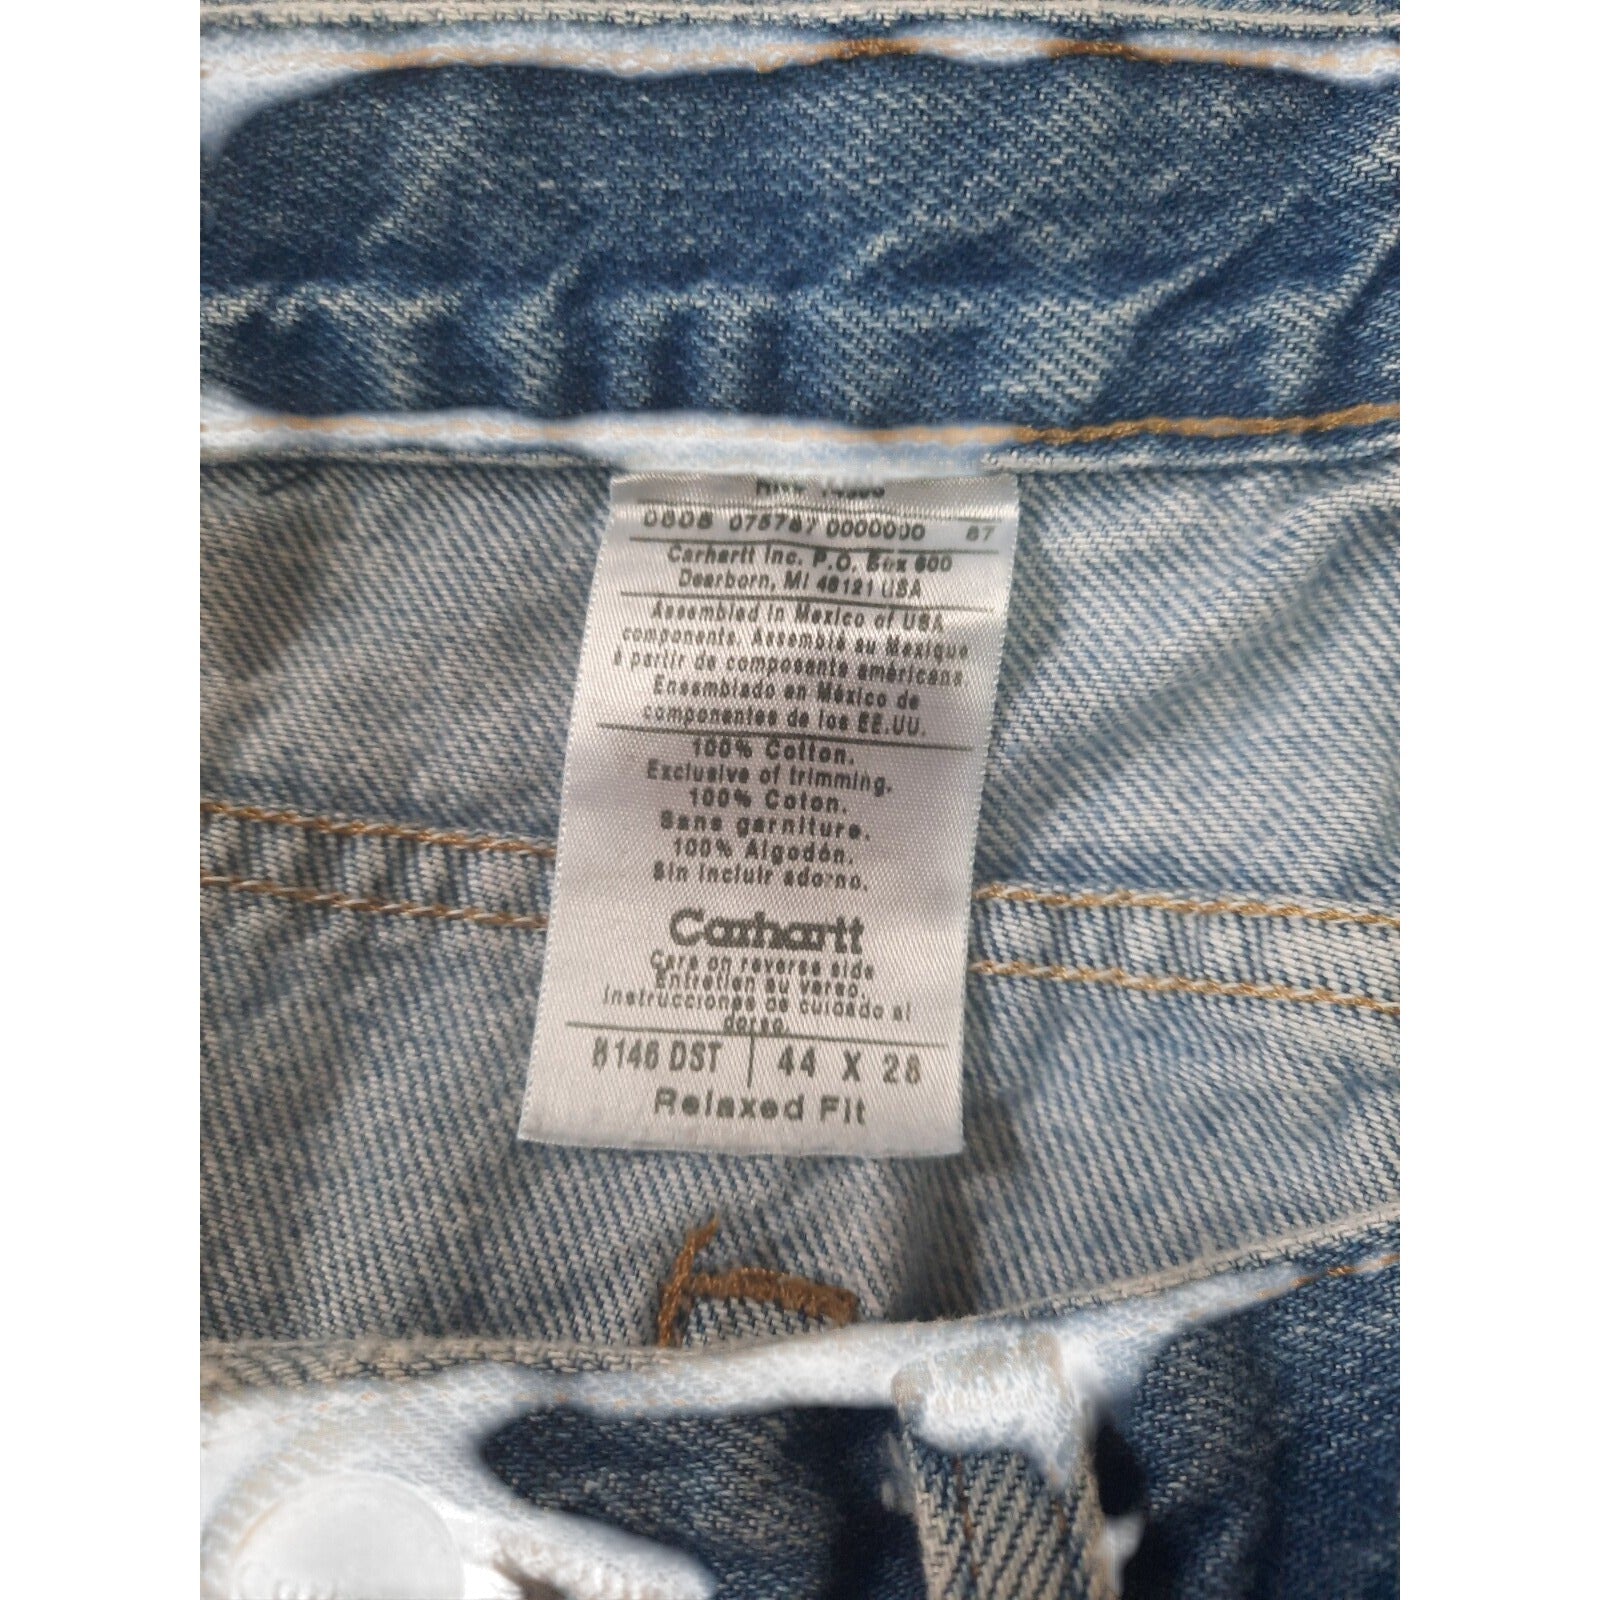 0608 075767 0000000 87
Carhartt Inc. P.O. Box 600
Dearborn, MI 48121 USA
Assembled in Mexico of USA
components. Assemblé au Mexique
à partir de composants américans
Ensamblado en México de
componentes de los EE.UU.
100% Cotton.
Exclusive of trimming.
100% Coton.
Sans garniture.
100% Algodón.
Sin incluir adorno.
Carhartt
Care on reverse side
Entretien au verso.
Instrucciones de cuidado al
dorso.
B146 DST 44 X 28
Relaxed Fit